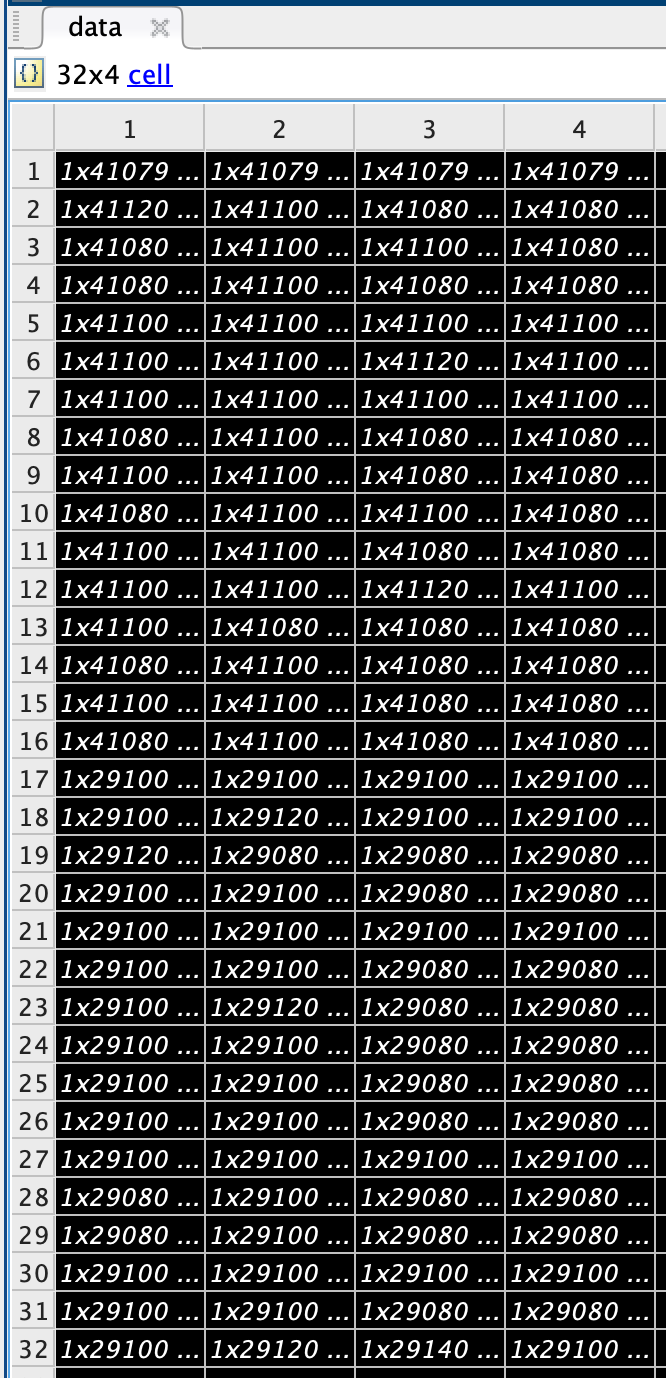 data
{} 32x4 cell
1 2 3 4
1 1x41079 ... 1x41079 ... 1x41079 ... 1x41079 ...
2 1x41120 ... 1x41100 ... 1x41080 ... 1x41080 ...
3 1x41080 ... 1x41100 ... 1x41100 ... 1x41080 ...
4 1x41080 ... 1x41100 ... 1x41080 ... 1x41080 ...
5 1x41100 ... 1x41100 ... 1x41100 ... 1x41100 ...
6 1x41100 ... 1x41100 ... 1x41120 ... 1x41100 ...
7 1x41100 ... 1x41100 ... 1x41100 ... 1x41100 ...
8 1x41080 ... 1x41100 ... 1x41080 ... 1x41080 ...
9 1x41100 ... 1x41100 ... 1x41080 ... 1x41080 ...
10 1x41080 ... 1x41100 ... 1x41100 ... 1x41080 ...
11 1x41100 ... 1x41100 ... 1x41080 ... 1x41080 ...
12 1x41100 ... 1x41100 ... 1x41120 ... 1x41100 ...
13 1x41100 ... 1x41080 ... 1x41080 ... 1x41080 ...
14 1x41080 ... 1x41100 ... 1x41080 ... 1x41080 ...
15 1x41100 ... 1x41100 ... 1x41080 ... 1x41080 ...
16 1x41080 ... 1x41100 ... 1x41080 ... 1x41080 ...
17 1x29100 ... 1x29100 ... 1x29100 ... 1x29100 ...
18 1x29100 ... 1x29120 ... 1x29100 ... 1x29100 ...
19 1x29120 ... 1x29080 ... 1x29080 ... 1x29080 ...
20 1x29100 ... 1x29100 ... 1x29080 ... 1x29080 ...
21 1x29100 ... 1x29100 ... 1x29100 ... 1x29100 ...
22 1x29100 ... 1x29100 ... 1x29080 ... 1x29080 ...
23 1x29100 ... 1x29120 ... 1x29080 ... 1x29080 ...
24 1x29100 ... 1x29100 ... 1x29080 ... 1x29080 ...
25 1x29100 ... 1x29100 ... 1x29080 ... 1x29080 ...
26 1x29100 ... 1x29100 ... 1x29080 ... 1x29080 ...
27 1x29100 ... 1x29100 ... 1x29100 ... 1x29100 ...
28 1x29080 ... 1x29100 ... 1x29080 ... 1x29080 ...
29 1x29080 ... 1x29100 ... 1x29080 ... 1x29080 ...
30 1x29100 ... 1x29100 ... 1x29100 ... 1x29100 ...
31 1x29100 ... 1x29100 ... 1x29080 ... 1x29080 ...
32 1x29100 ... 1x29120 ... 1x29140 ... 1x29100 ...